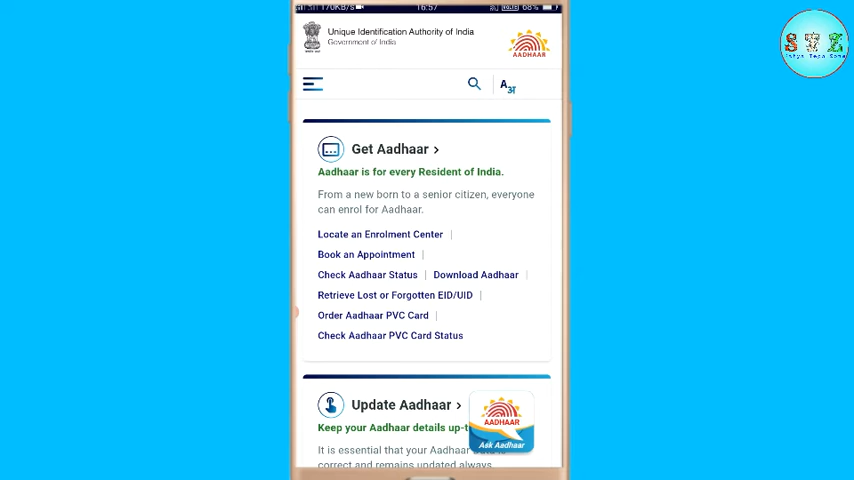 170KB/s
16:57
68%
Unique Identification Authority of India
Government of India
AADHAAR
A अ
Get Aadhaar >
Aadhaar is for every Resident of India.
From a new born to a senior citizen, everyone
can enrol for Aadhaar.
Locate an Enrolment Center |
Book an Appointment |
Check Aadhaar Status | Download Aadhaar |
Retrieve Lost or Forgotten EID/UID |
Order Aadhaar PVC Card |
Check Aadhaar PVC Card Status
Update Aadhaar >
Keep your Aadhaar details up-t
It is essential that your Aadhaar
correct and remains updated always.
AADHAAR
Ask Aadhaar